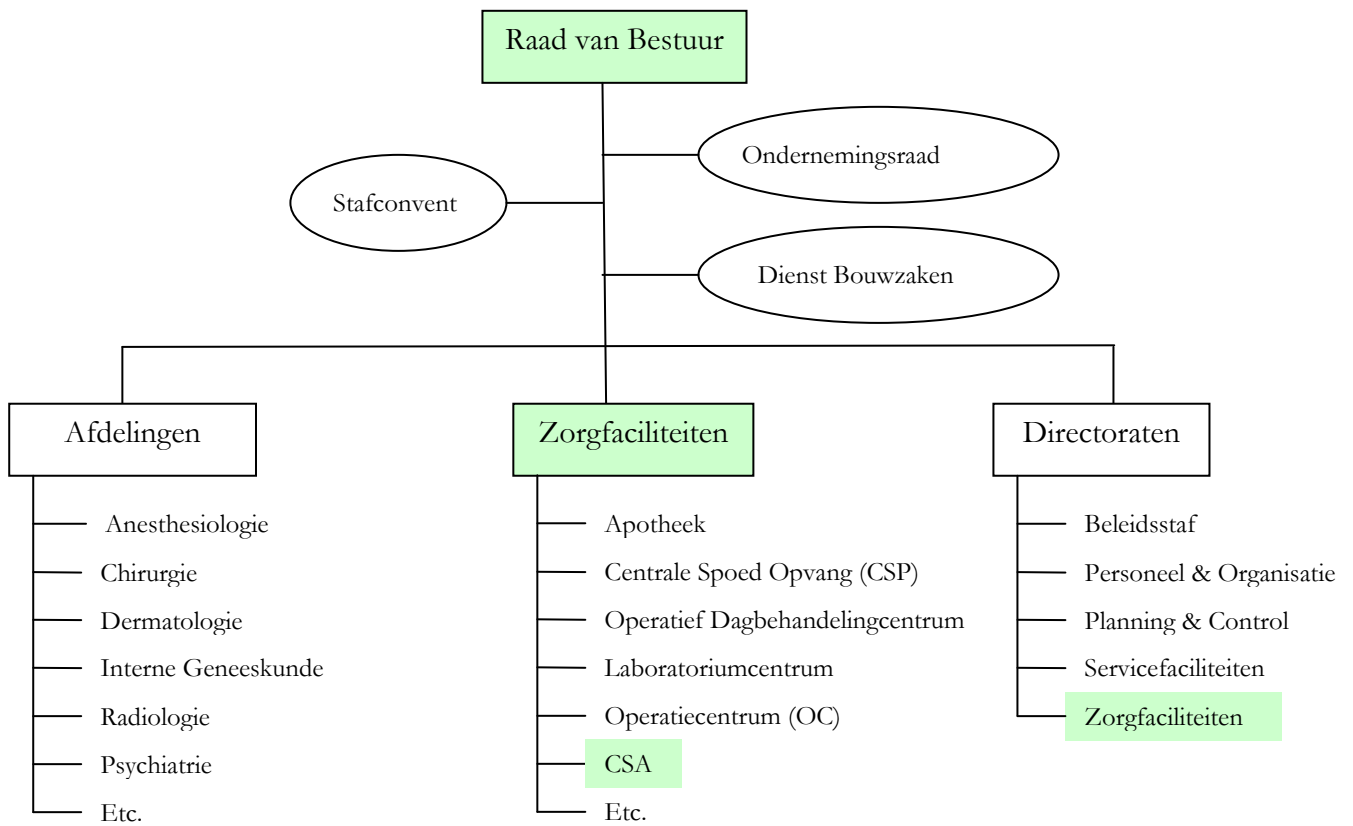 Raad van Bestuur
Ondernemingsraad
Stafconvent
Dienst Bouwzaken
Afdelingen
Anesthesiologie
Chirurgie
Dermatologie
Interne Geneeskunde
Radiologie
Psychiatrie
Etc.
Zorgfaciliteiten
Apotheek
Centrale Spoed Opvang (CSP)
Operatief Dagbehandelingcentrum
Laboratoriumcentrum
Operatiecentrum (OC)
CSA
Etc.
Directoraten
Beleidsstaf
Personeel & Organisatie
Planning & Control
Servicefaciliteiten
Zorgfaciliteiten